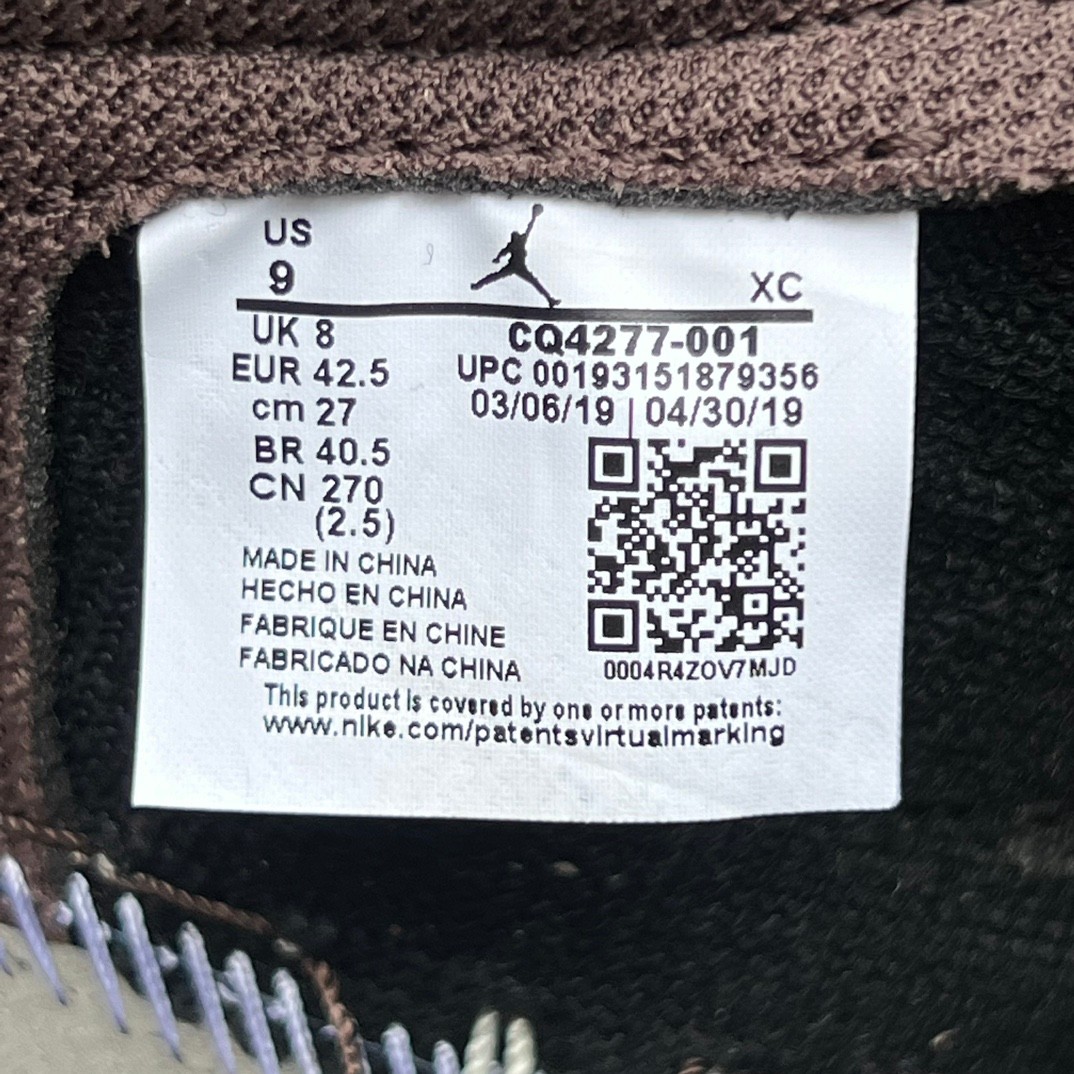 US
9
XC
UK 8
EUR 42.5
cm 27
BR 40.5
CN 270
(2.5)
CQ4277-001
UPC 00193151879356
03/06/19 | 04/30/19
MADE IN CHINA
HECHO EN CHINA
FABRIQUE EN CHINE
FABRICADO NA CHINA
0004R4ZOV7MJD
This product is covered by one or more patents:
www.nike.com/patentsvirtualmarking